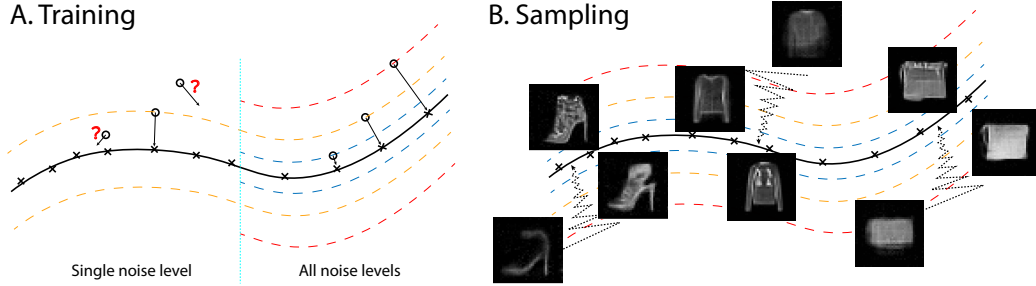 A. Training
?
?
Single noise level
All noise levels
B. Sampling